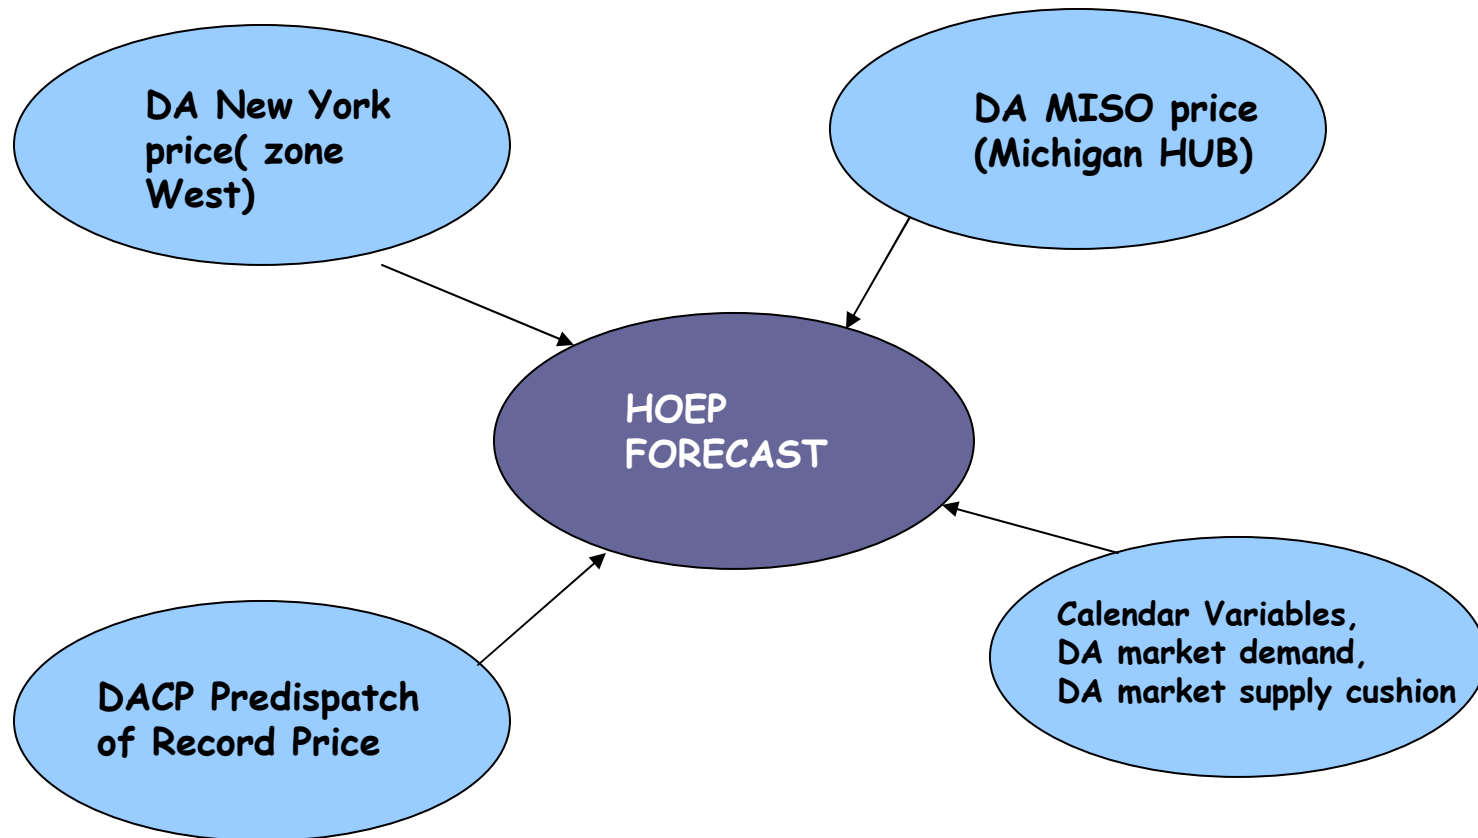 DA New York
price( zone
West)
DA MISO price
(Michigan HUB)
HOEP
FORECAST
DACP Predispatch
of Record Price
Calendar Variables,
DA market demand,
DA market supply cushion